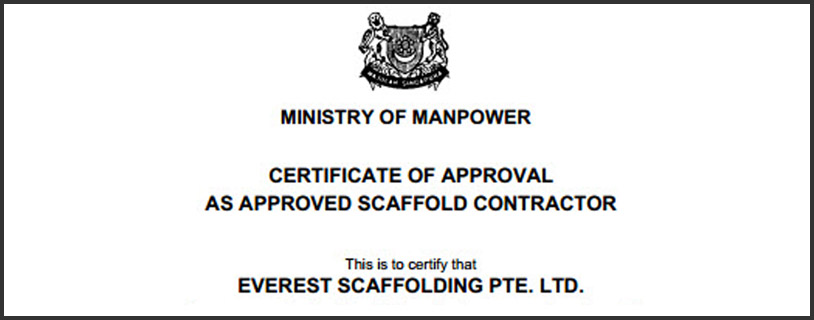 MAJULAH SINGAPURA
MINISTRY OF MANPOWER
CERTIFICATE OF APPROVAL
AS APPROVED SCAFFOLD CONTRACTOR
This is to certify that
EVEREST SCAFFOLDING PTE. LTD.